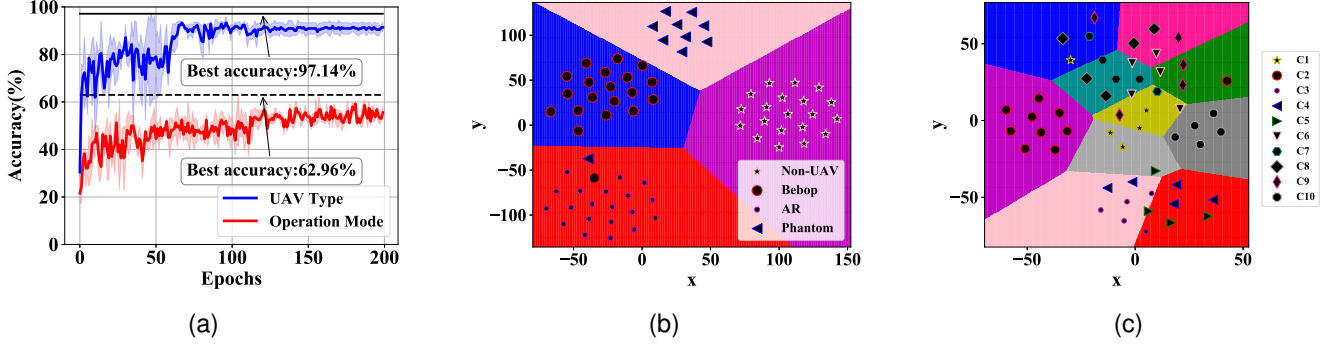 Accuracy(%)
100
80
60
40
20
0
Best accuracy:97.14%
Best accuracy:62.96%
UAV Type
Operation Mode
0
50
100
150
200
Epochs
(a)
y
100
50
0
−50
−100
Non-UAV
Bebop
AR
Phantom
−50
0
50
100
150
x
(b)
y
50
0
−50
−50
0
50
x
C1
C2
C3
C4
C5
C6
C7
C8
C9
C10
(c)